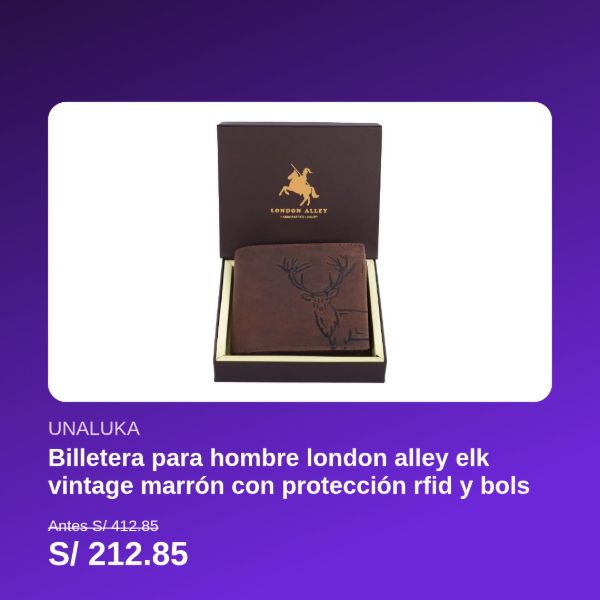 LONDON ALLEY
UNALUKA
Billetera para hombre london alley elk
vintage marrón con protección rfid y bols
Antes S/ 412.85
S/ 212.85